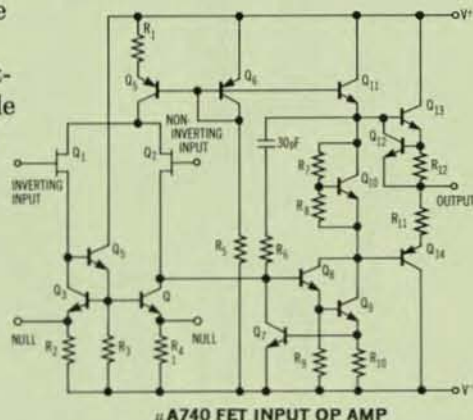 e
t-
le
V+
R1
Q5
Q6
Q11
Q13
NON-
INVERTING
INPUT
Q12
Q1
Q2
30pF
R7
R12
Q10
OUTPUT
INVERTING
INPUT
R8
R11
Q5
R5
R6
Q14
Q8
Q3
Q
Q9
Q7
NULL
NULL
R2
R3
R4
1
R9
R10
V-
μA740 FET INPUT OP AMP